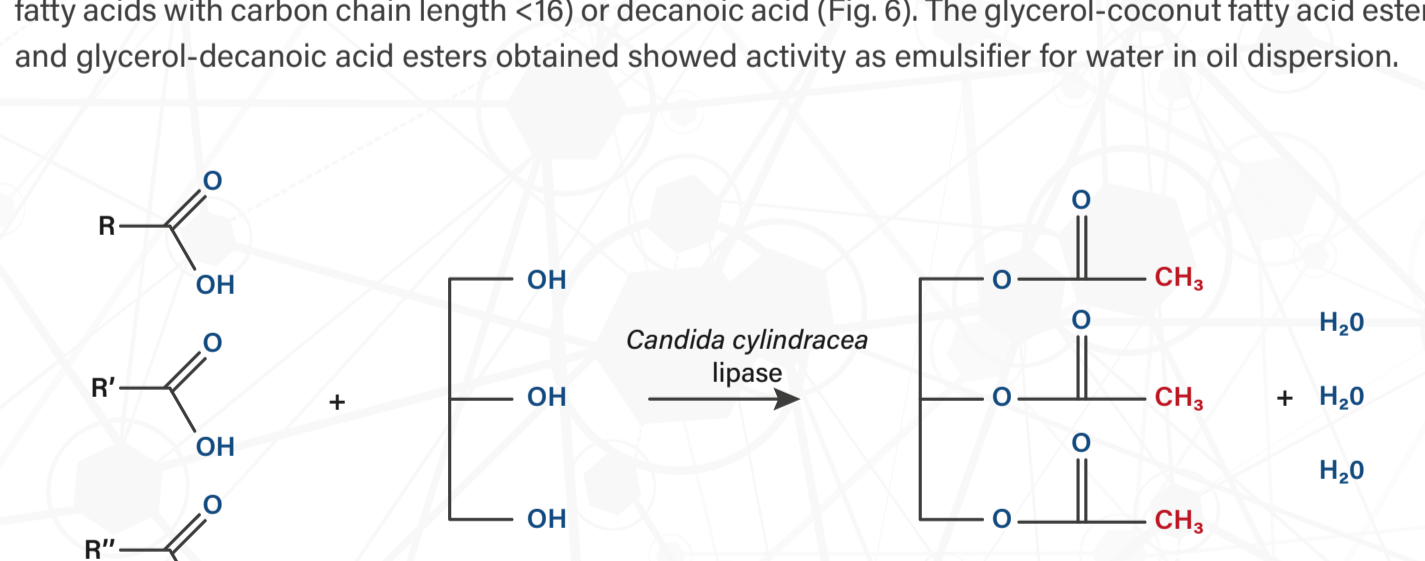 fatty acids with carbon chain length <16) or decanoic acid (Fig. 6). The glycerol-coconut fatty acid ester
and glycerol-decanoic acid esters obtained showed activity as emulsifier for water in oil dispersion.
O
R
OH
O
R′
OH
O
R″
+
OH
OH
OH
Candida cylindracea
lipase
O
O
CH₃
O
O
CH₃
O
O
CH₃
+
H₂0
H₂0
H₂0